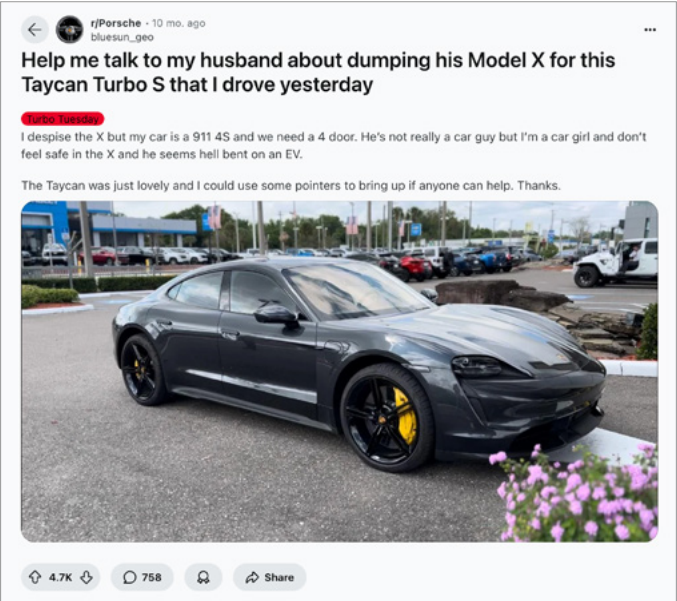 r/Porsche • 10 mo. ago
bluesun_geo
Help me talk to my husband about dumping his Model X for this
Taycan Turbo S that I drove yesterday
Turbo Tuesday
I despise the X but my car is a 911 4S and we need a 4 door. He's not really a car guy but I'm a car girl and don't
feel safe in the X and he seems hell bent on an EV.
The Taycan was just lovely and I could use some pointers to bring up if anyone can help. Thanks.
4.7K
758
Share